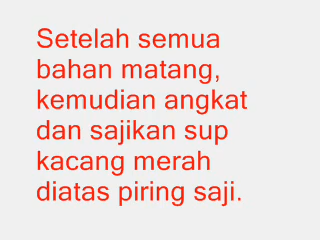 Setelah semua
bahan matang,
kemudian angkat
dan sajikan sup
kacang merah
diatas piring saji.